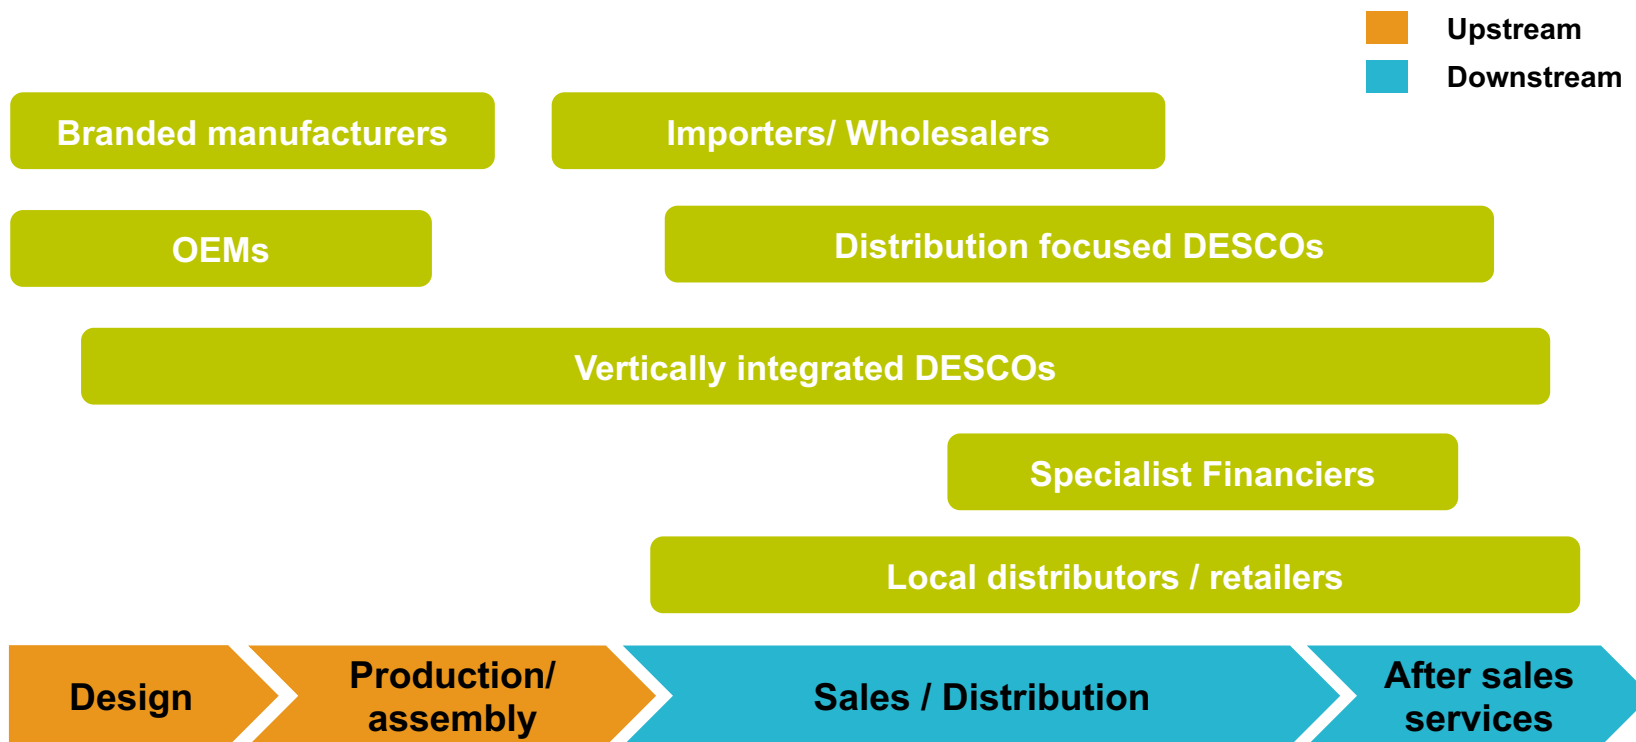 Upstream
Downstream
Branded manufacturers
Importers/ Wholesalers
OEMs
Distribution focused DESCOs
Vertically integrated DESCOs
Specialist Financiers
Local distributors / retailers
Design
Production/
assembly
Sales / Distribution
After sales
services